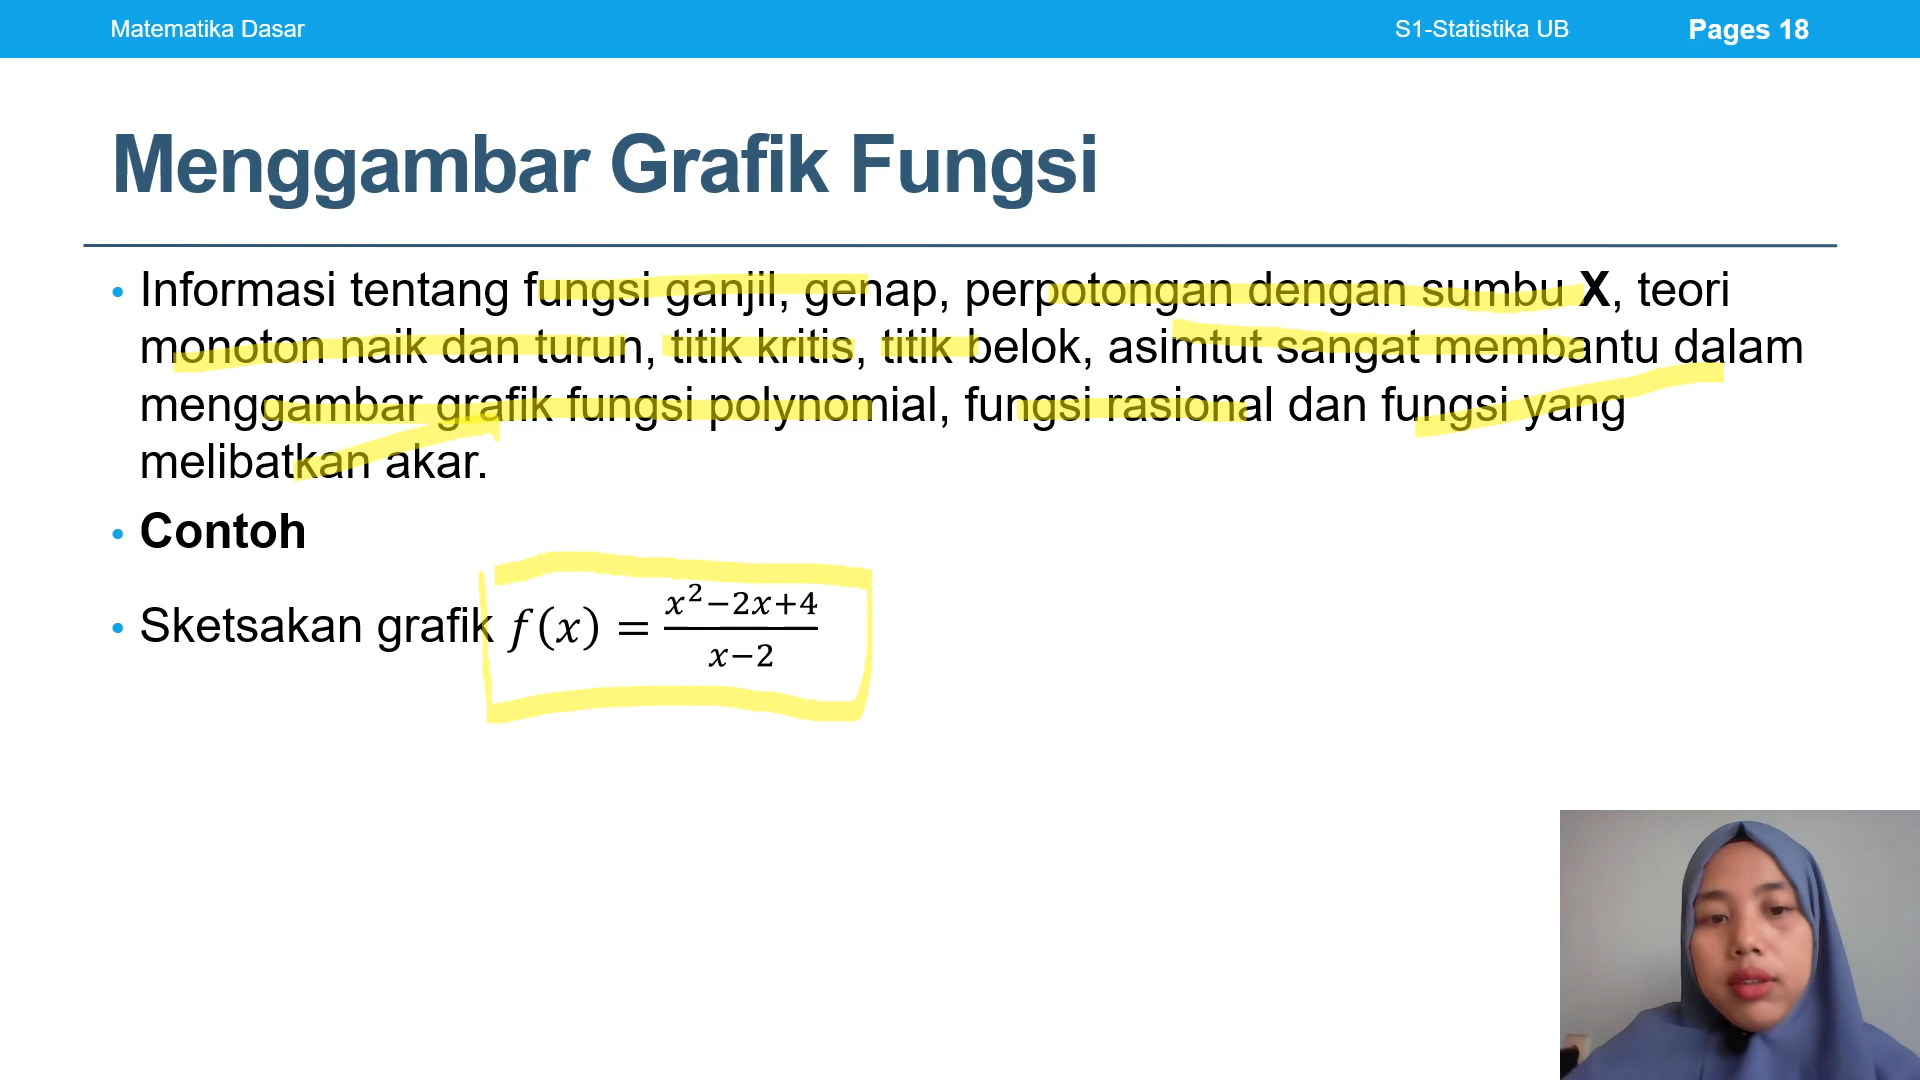 Matematika Dasar S1-Statistika UB Pages 18
Menggambar Grafik Fungsi
• Informasi tentang fungsi ganjil, genap, perpotongan dengan sumbu X, teori
monoton naik dan turun, titik kritis, titik belok, asimtut sangat membantu dalam
menggambar grafik fungsi polynomial, fungsi rasional dan fungsi yang
melibatkan akar.
• Contoh
• Sketsakan grafik f(x) = \frac{x^2-2x+4}{x-2}